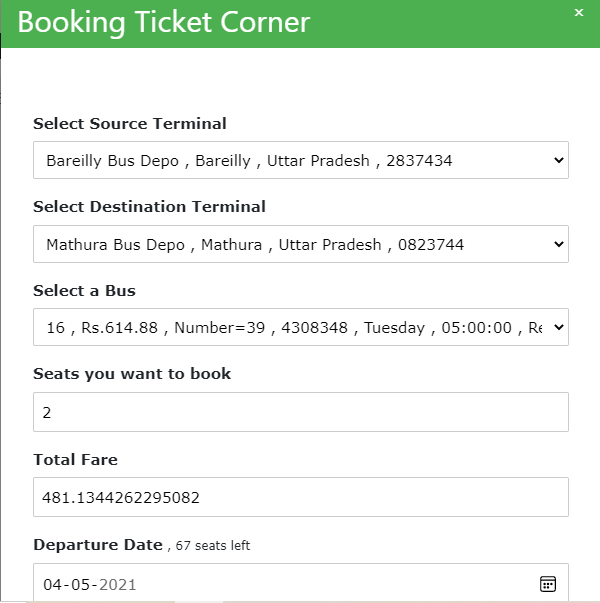 Booking Ticket Corner ×
Select Source Terminal
Bareilly Bus Depo , Bareilly , Uttar Pradesh , 2837434
Select Destination Terminal
Mathura Bus Depo , Mathura , Uttar Pradesh , 0823744
Select a Bus
16 , Rs.614.88 , Number=39 , 4308348 , Tuesday , 05:00:00 , Re
Seats you want to book
2
Total Fare
481.1344262295082
Departure Date , 67 seats left
04-05-2021